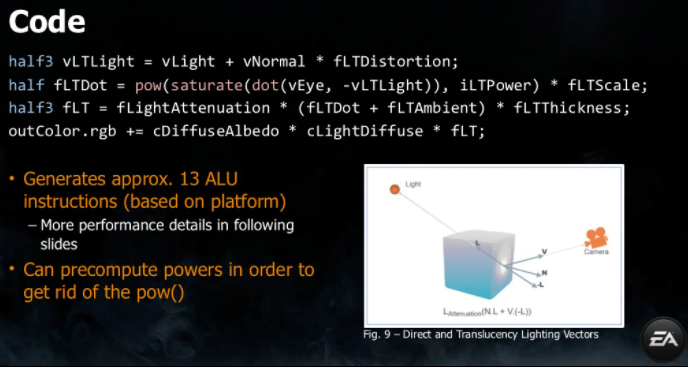 Code
half3 vLTLight = vLight + vNormal * fLTDistortion;
half fLTDot = pow(saturate(dot(vEye, -vLTLight)), iLTPower) * fLTScale;
half3 fLT = fLightAttenuation * (fLTDot + fLTAmbient) * fLTThickness;
outColor.rgb += cDiffuseAlbedo * cLightDiffuse * fLT;
• Generates approx. 13 ALU
instructions (based on platform)
– More performance details in following
slides
• Can precompute powers in order to
get rid of the pow()
Light
L
V
Camera
N
-L
LAttenuation(N.L + V.(-L))
Fig. 9 – Direct and Translucency Lighting Vectors
EA